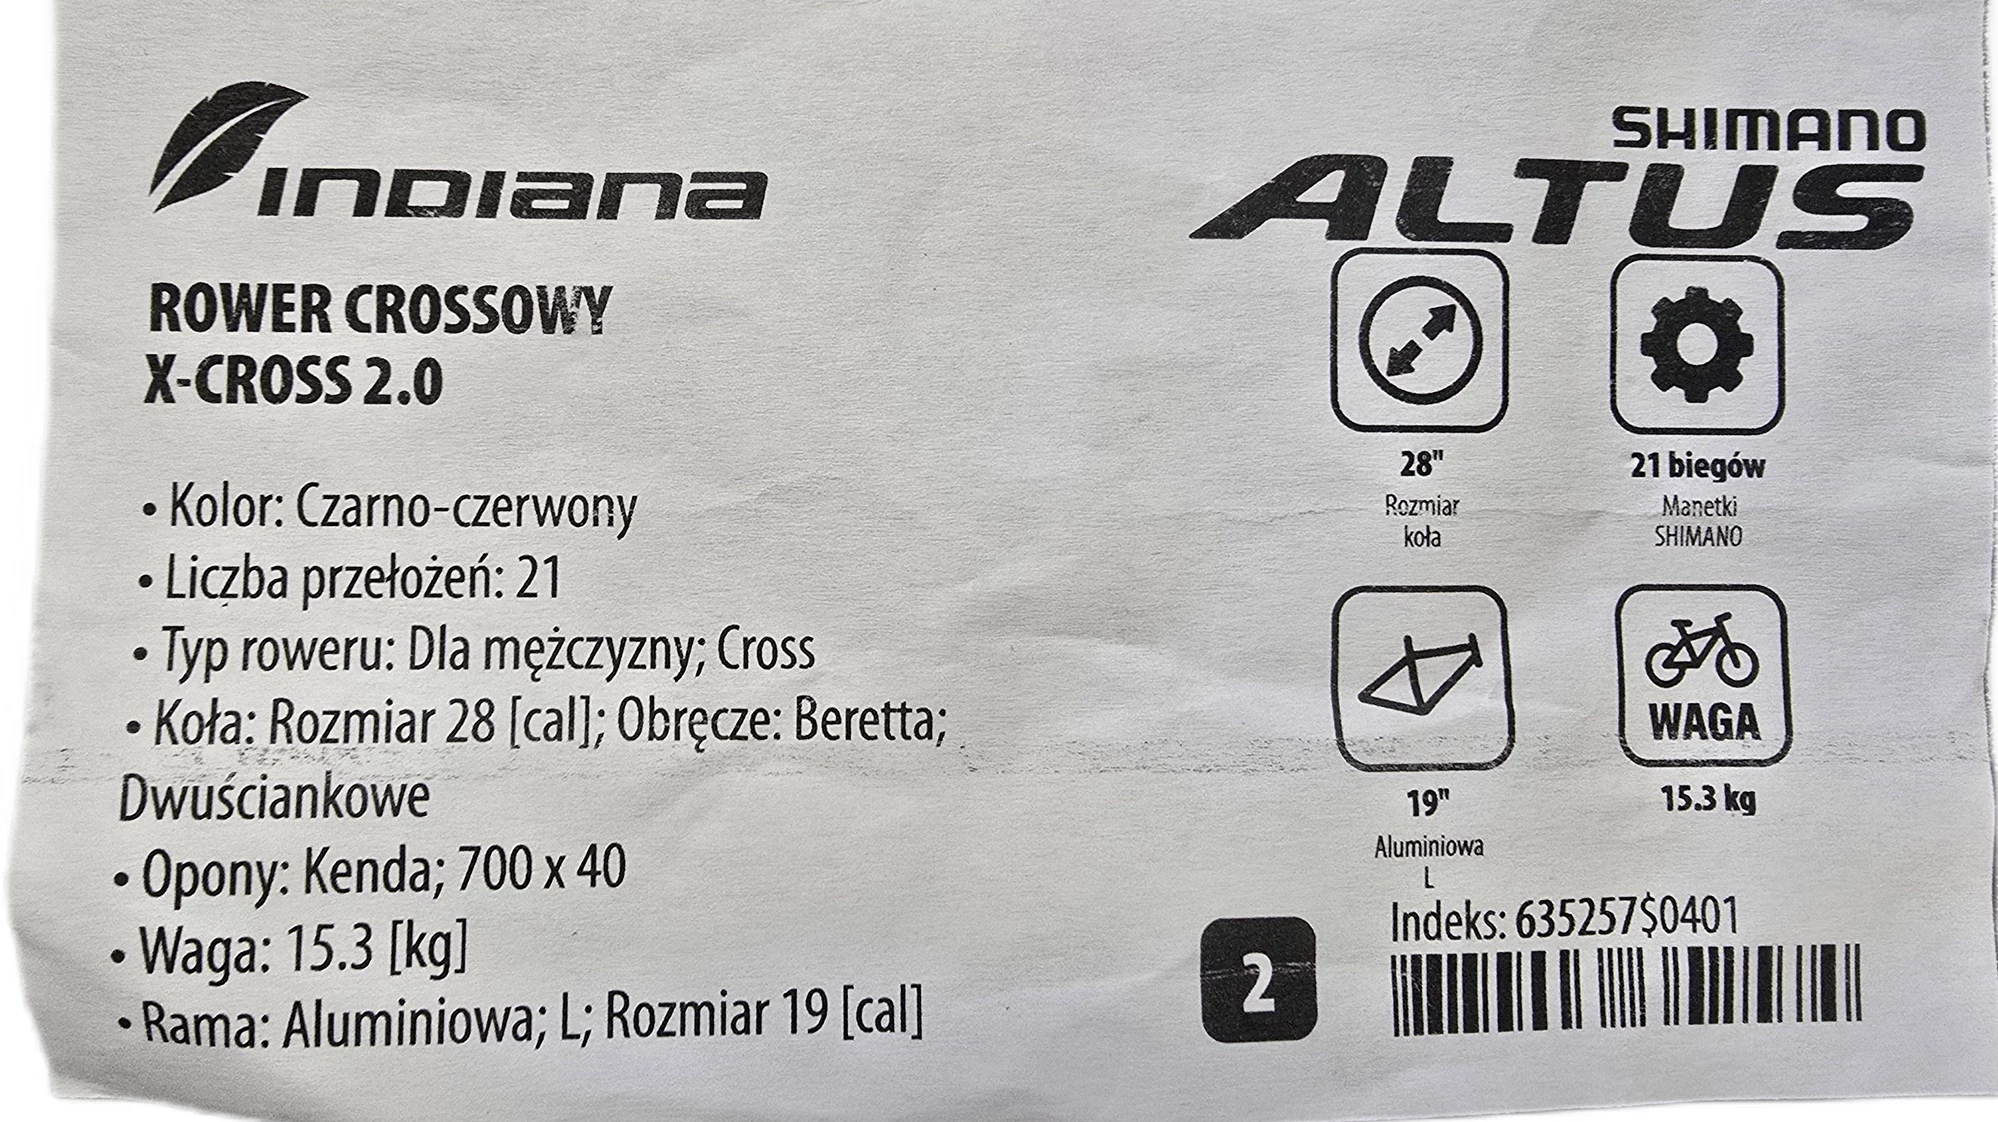 INDIANA
ROWER CROSSOWY
X-CROSS 2.0
• Kolor: Czarno-czerwony
• Liczba przełożeń: 21
• Typ roweru: Dla mężczyzny; Cross
• Koła: Rozmiar 28 [cal]; Obręcze: Beretta;
Dwuściankowe
• Opony: Kenda; 700 x 40
• Waga: 15.3 [kg]
• Rama: Aluminiowa; L; Rozmiar 19 [cal]
SHIMANO
ALTUS
28"
Rozmiar
koła
21 biegów
Manetki
SHIMANO
19"
Aluminiowa
L
WAGA
15.3 kg
2
Indeks: 635257$0401